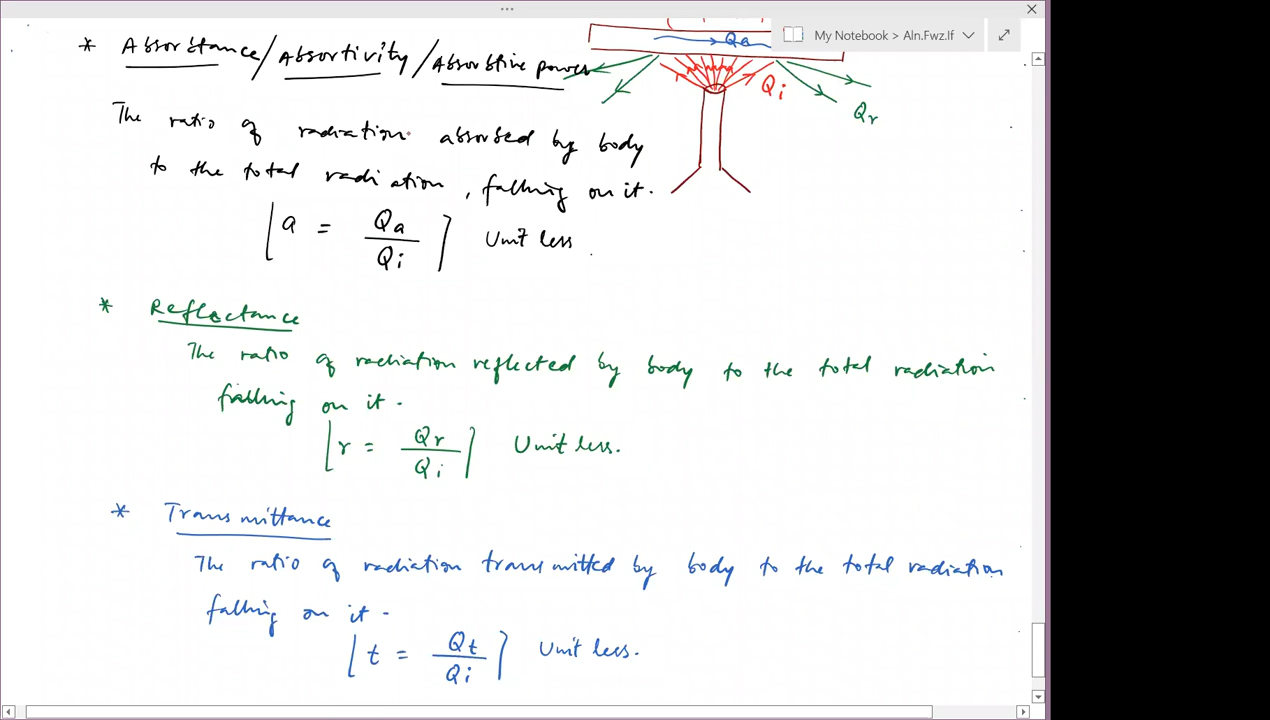 My Notebook > Aln.Fwz.lf
* Absorbtance/Absortivity/Absorbtive power
Qa
Qi
Qr
The ratio of radiation absorbed by body
to the total radiation, falling on it.
[a = Qa/Qi] Unit less
* Reflectance
The ratio of radiation reflected by body to the total radiation
falling on it.
[r = Qr/Qi] Unit less.
* Transmittance
The ratio of radiation transmitted by body to the total radiation
falling on it.
[t = Qt/Qi] Unit less.